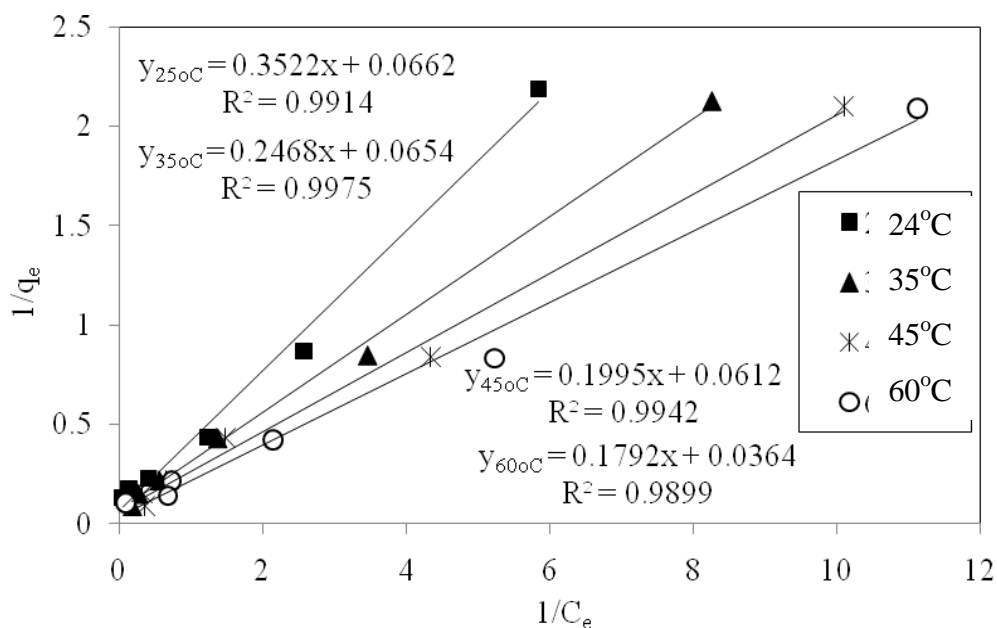 2.5
2
1.5
1
0.5
0
1/qₑ
y₂₅ₒC = 0.3522x + 0.0662
R² = 0.9914
y₃₅ₒC = 0.2468x + 0.0654
R² = 0.9975
24°C
35°C
45°C
60°C
y₄₅ₒC = 0.1995x + 0.0612
R² = 0.9942
y₆₀ₒC = 0.1792x + 0.0364
R² = 0.9899
0 2 4 6 8 10 12
1/Cₑ